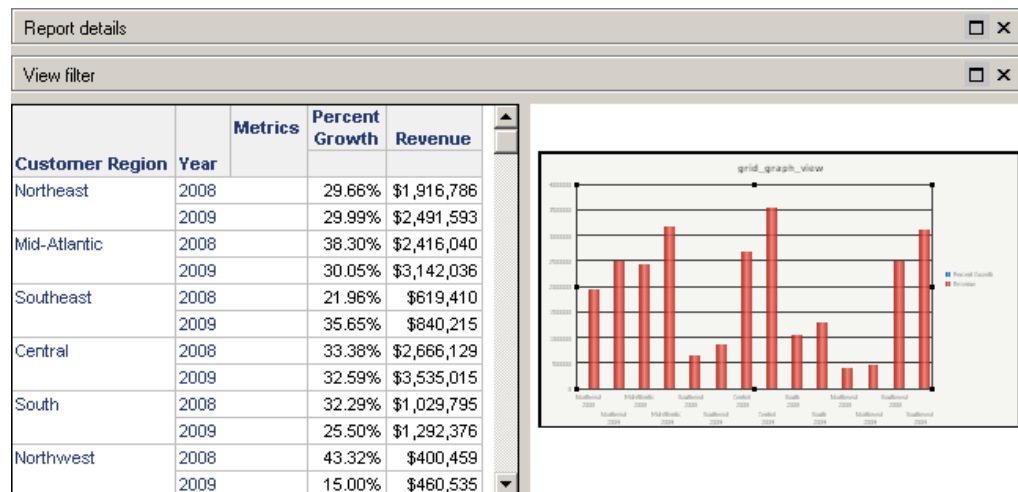 Report details
View filter
Metrics Percent Growth Revenue
Customer Region Year
Northeast 2008 29.66% $1,916,786
2009 29.99% $2,491,593
Mid-Atlantic 2008 38.30% $2,416,040
2009 30.05% $3,142,036
Southeast 2008 21.96% $619,410
2009 35.65% $840,215
Central 2008 33.38% $2,666,129
2009 32.59% $3,535,015
South 2008 32.29% $1,029,795
2009 25.50% $1,292,376
Northwest 2008 43.32% $400,459
2009 15.00% $460,535
grid_graph_view
Percent Growth
Revenue